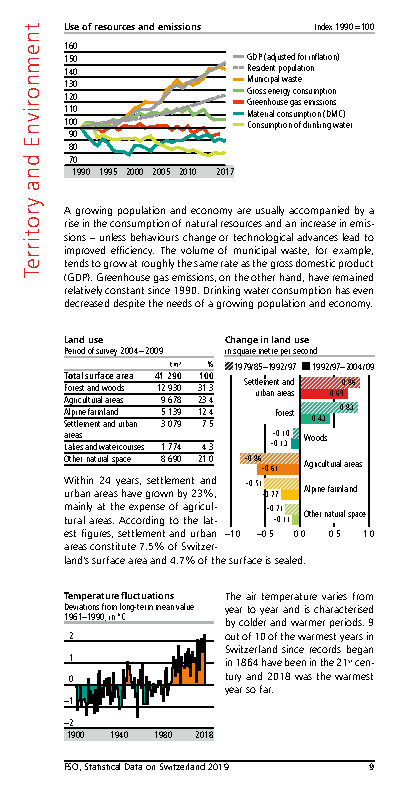 Territory and Environment
Use of resources and emissions
Index 1990=100
160
150
140
130
120
110
100
90
80
70
1990 1995 2000 2005 2010 2017
GDP (adjusted for inflation)
Resident population
Municipal waste
Gross energy consumption
Greenhouse gas emissions
Material consumption (DMC)
Consumption of drinking water
A growing population and economy are usually accompanied by a
rise in the consumption of natural resources and an increase in emis-
sions – unless behaviours change or technological advances lead to
improved efficiency. The volume of municipal waste, for example,
tends to grow at roughly the same rate as the gross domestic product
(GDP). Greenhouse gas emissions, on the other hand, have remained
relatively constant since 1990. Drinking water consumption has even
decreased despite the needs of a growing population and economy.
Land use
Period of survey 2004–2009
km² %
Total surface area 41 290 100
Forest and woods 12 930 31.3
Agricultural areas 9 678 23.4
Alpine farmland 5 139 12.4
Settlement and urban 3 079 7.5
areas
Lakes and watercourses 1 774 4.3
Other natural space 8 690 21.0
Within 24 years, settlement and
urban areas have grown by 23%,
mainly at the expense of agricul-
tural areas. According to the lat-
est figures, settlement and urban
areas constitute 7.5% of Switzer-
land's surface area and 4.7% of the surface is sealed.
Change in land use
in square metre per second
1979/85–1992/97 1992/97–2004/09
Settlement and
urban areas
0.86
0.69
Forest
0.83
0.43
-0.10
-0.13
Woods
-0.86
-0.61
Agricultural areas
-0.51
-0.27
Alpine farmland
-0.21
-0.11
Other natural space
−1.0 −0.5 0.0 0.5 1.0
Temperature fluctuations
Deviations from long-term mean value
1961–1990, in °C
2
1
0
−1
−2
1900 1940 1980 2018
The air temperature varies from
year to year and is characterised
by colder and warmer periods. 9
out of 10 of the warmest years in
Switzerland since records began
in 1864 have been in the 21st cen-
tury and 2018 was the warmest
year so far.
FSO, Statistical Data on Switzerland 2019
9